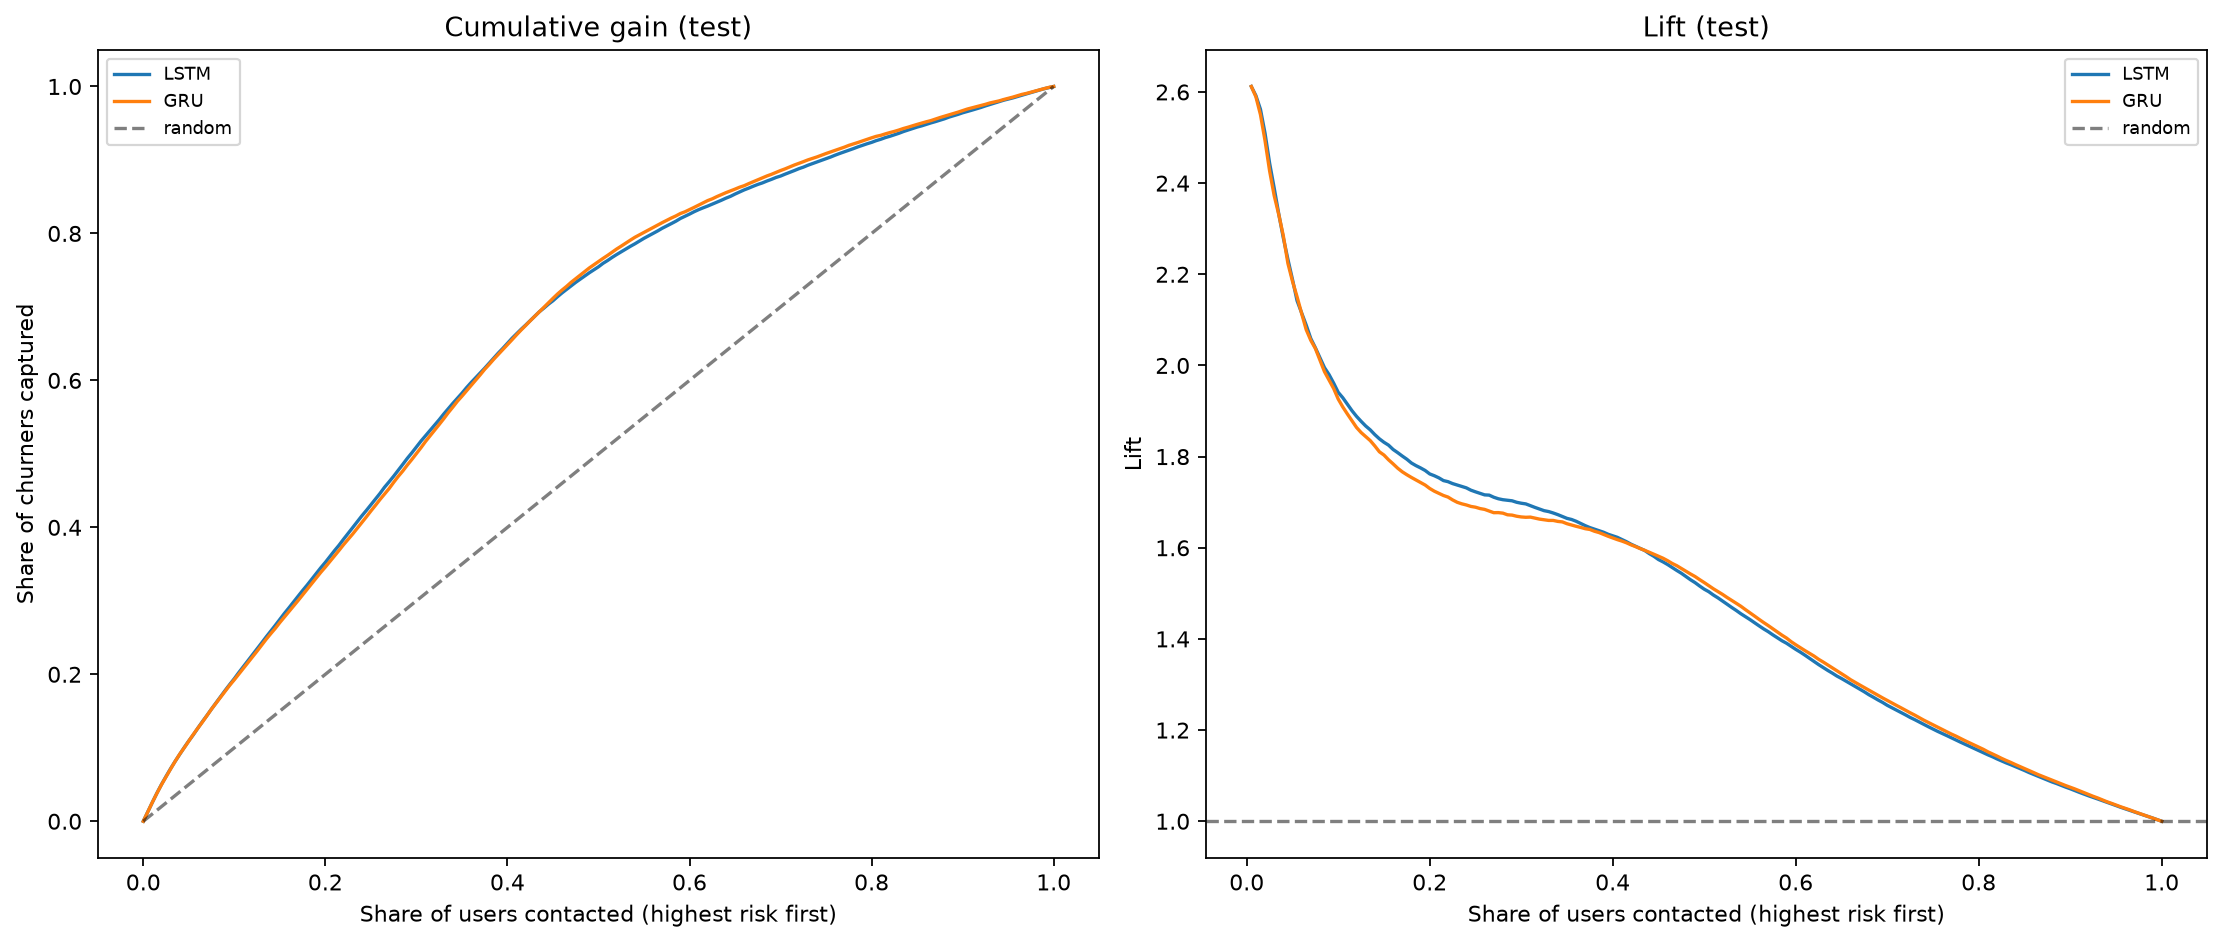 Cumulative gain (test)
LSTM
GRU
random
Share of churners captured
1.0
0.8
0.6
0.4
0.2
0.0
0.0 0.2 0.4 0.6 0.8 1.0
Share of users contacted (highest risk first)
Lift (test)
LSTM
GRU
random
Lift
2.6
2.4
2.2
2.0
1.8
1.6
1.4
1.2
1.0
0.0 0.2 0.4 0.6 0.8 1.0
Share of users contacted (highest risk first)